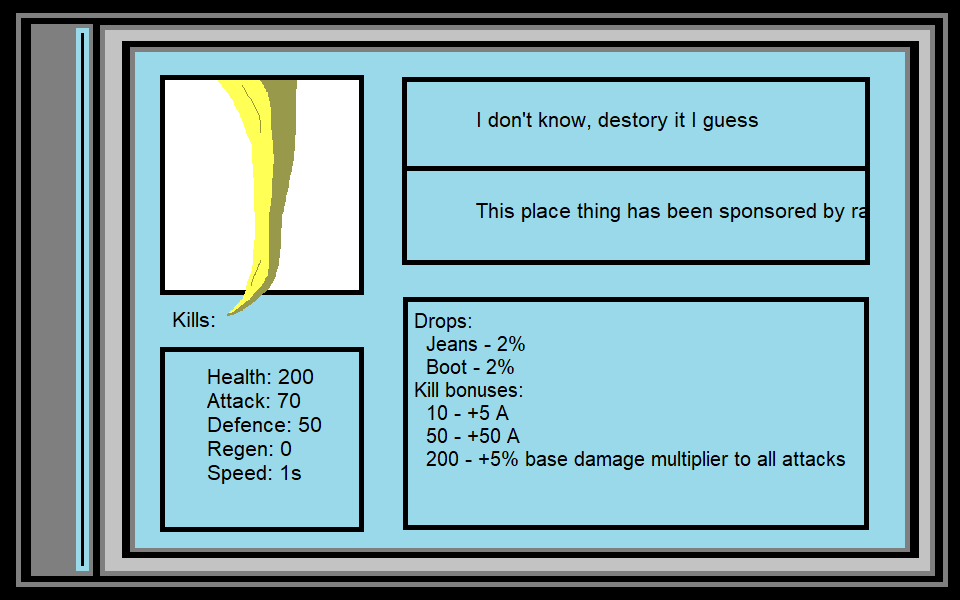 I don't know, destory it I guess
This place thing has been sponsored by ra
Kills:
Health: 200
Attack: 70
Defence: 50
Regen: 0
Speed: 1s
Drops:
Jeans - 2%
Boot - 2%
Kill bonuses:
10 - +5 A
50 - +50 A
200 - +5% base damage multiplier to all attacks